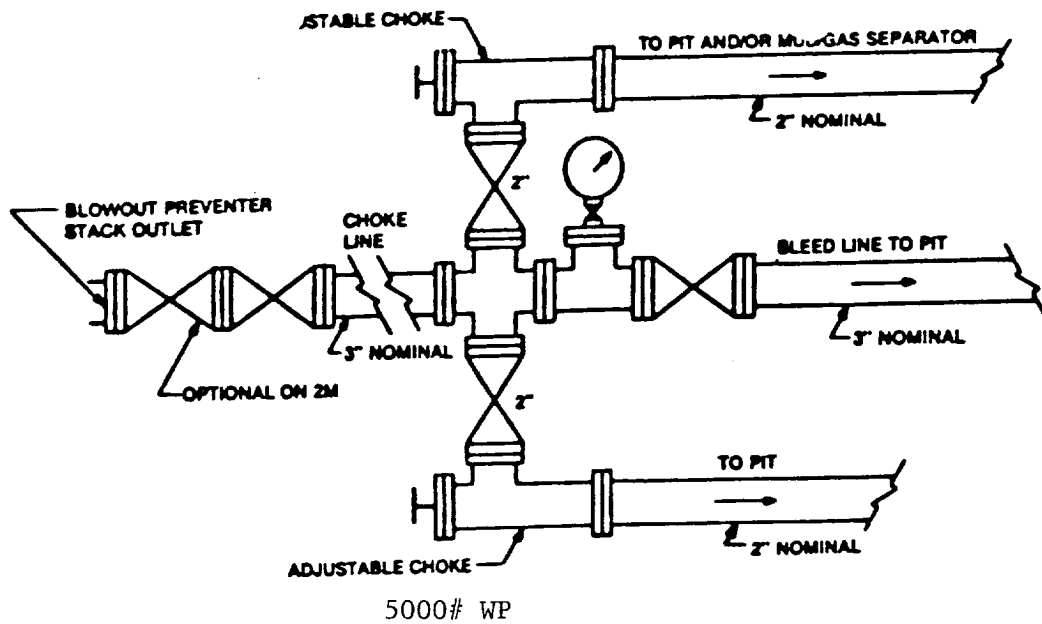 JSTABLE CHOKE
TO PIT AND/OR MUD/GAS SEPARATOR
2" NOMINAL
2"
BLOWOUT PREVENTER
STACK OUTLET
CHOKE
LINE
BLEED LINE TO PIT
3" NOMINAL
3" NOMINAL
OPTIONAL ON 2M
2"
TO PIT
2" NOMINAL
ADJUSTABLE CHOKE
5000# WP